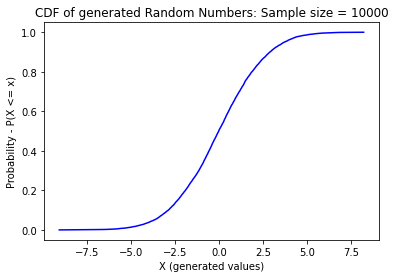 CDF of generated Random Numbers: Sample size = 10000
Probability - P(X <= x)
1.0
0.8
0.6
0.4
0.2
0.0
−7.5 −5.0 −2.5 0.0 2.5 5.0 7.5
X (generated values)